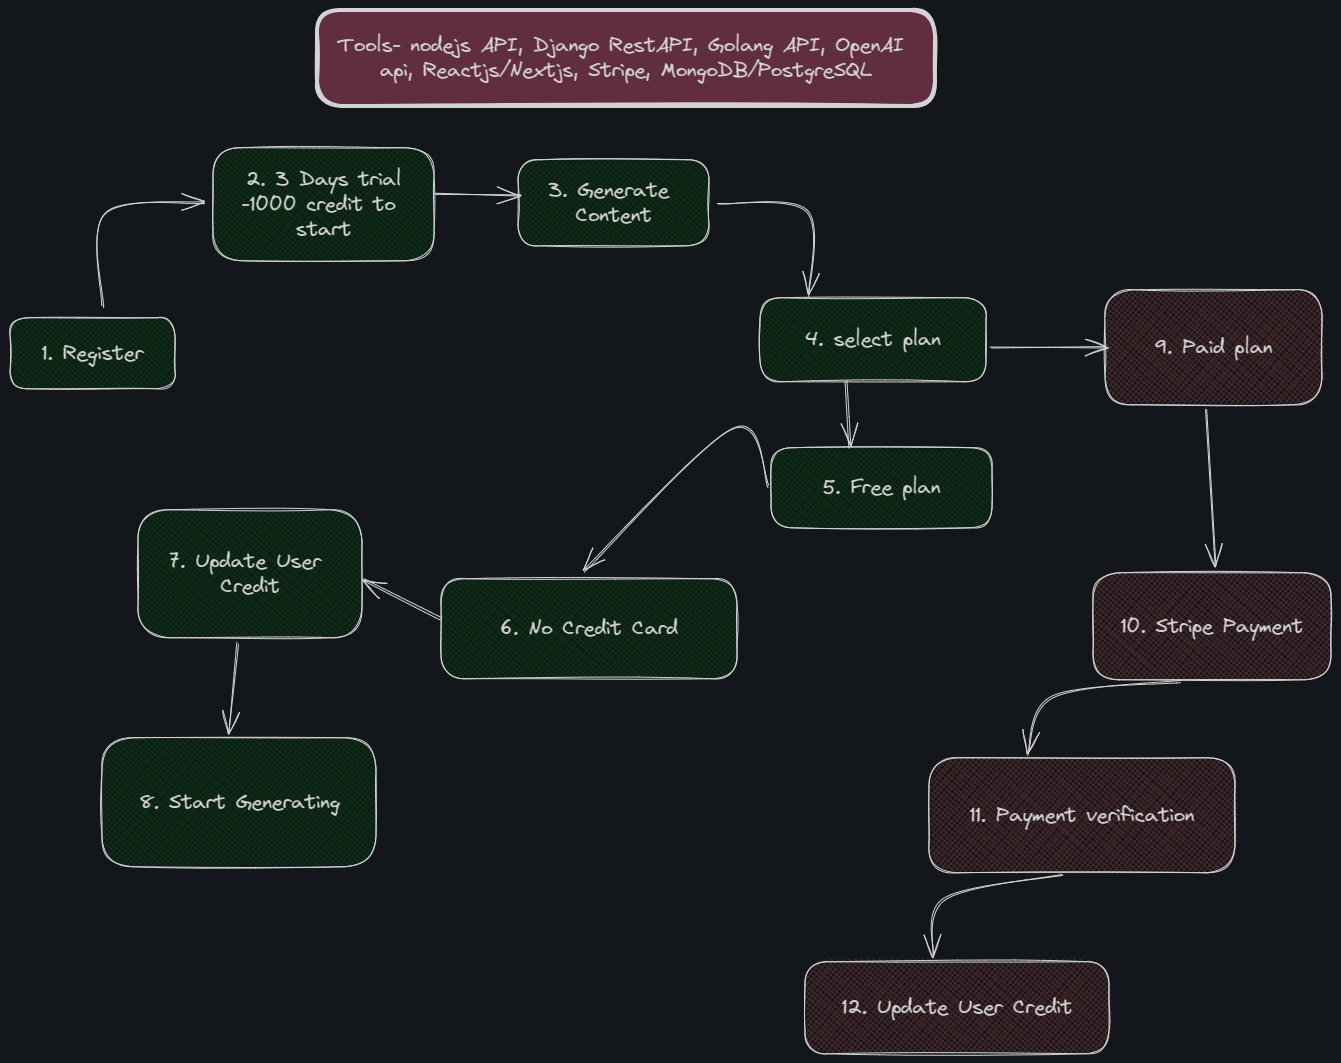 Tools- nodejs API, Django RestAPI, Golang API, OpenAI
api, Reactjs/Nextjs, Stripe, MongoDB/PostgreSQL
2. 3 Days trial
-1000 credit to
start
3. Generate
Content
1. Register
4. select plan
9. Paid plan
5. Free plan
7. Update User
Credit
6. No Credit Card
10. Stripe Payment
8. Start Generating
11. Payment verification
12. Update User Credit